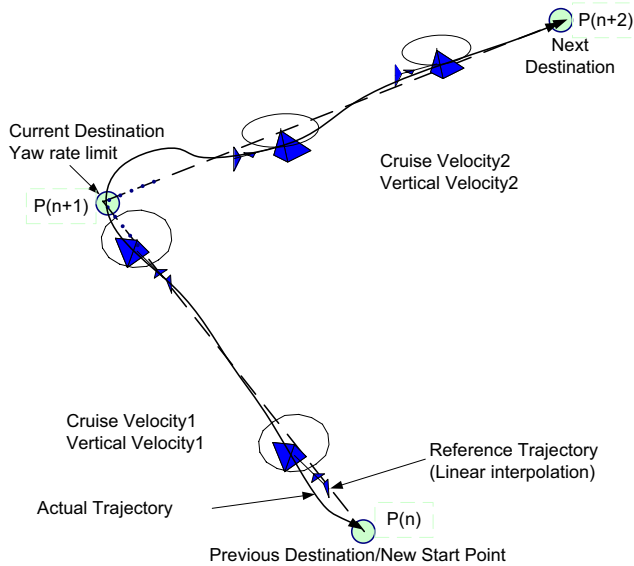 P(n+2)
Next
Destination
Current Destination
Yaw rate limit
Cruise Velocity2
Vertical Velocity2
P(n+1)
Cruise Velocity1
Vertical Velocity1
Reference Trajectory
(Linear interpolation)
Actual Trajectory
P(n)
Previous Destination/New Start Point